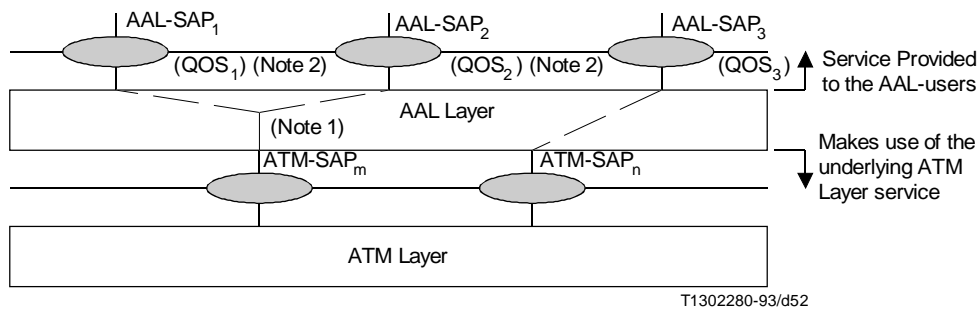 AAL-SAP1 AAL-SAP2 AAL-SAP3
(QOS1) (Note 2) (QOS2) (Note 2) (QOS3)
Service Provided
to the AAL-users
AAL Layer
(Note 1)
Makes use of the
underlying ATM
Layer service
ATM-SAPm ATM-SAPn
ATM Layer
T1302280-93/d52